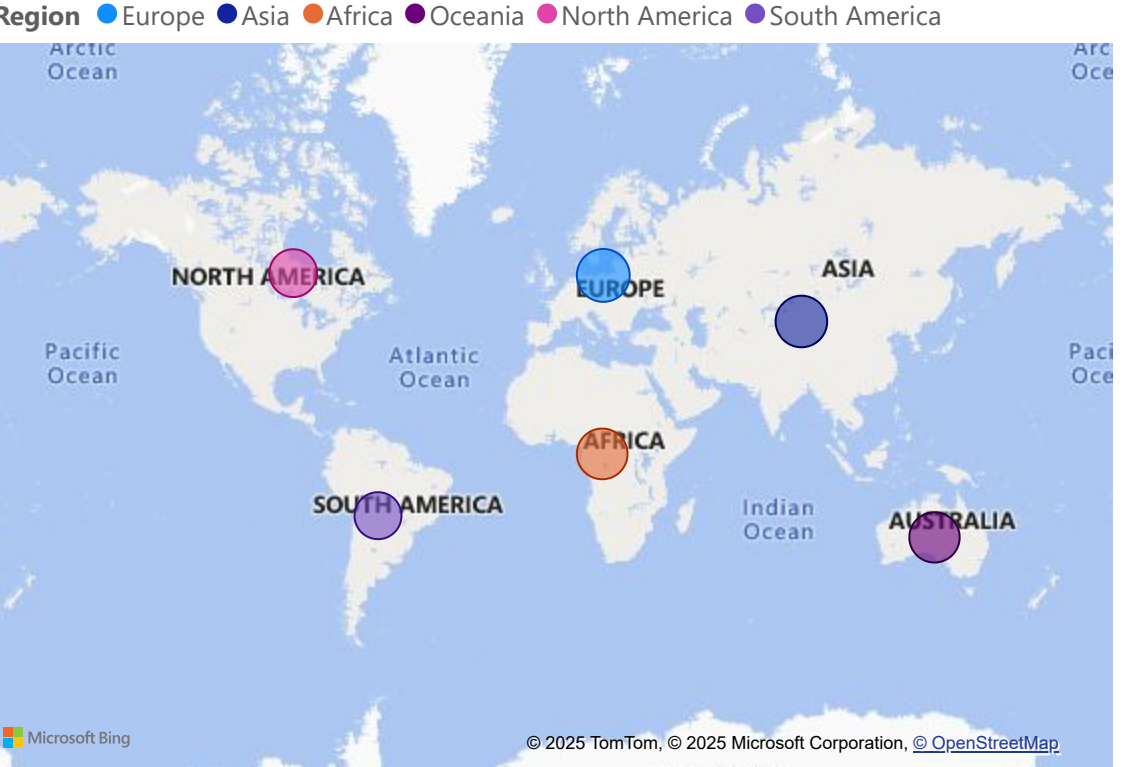 Region Europe Asia Africa Oceania North America South America
Arctic
Ocean
Arc
Oce
NORTH AMERICA
EUROPE
ASIA
Pacific
Ocean
Atlantic
Ocean
Paci
Oce
AFRICA
SOUTH AMERICA
Indian
Ocean
AUSTRALIA
Microsoft Bing
© 2025 TomTom, © 2025 Microsoft Corporation, © OpenStreetMap